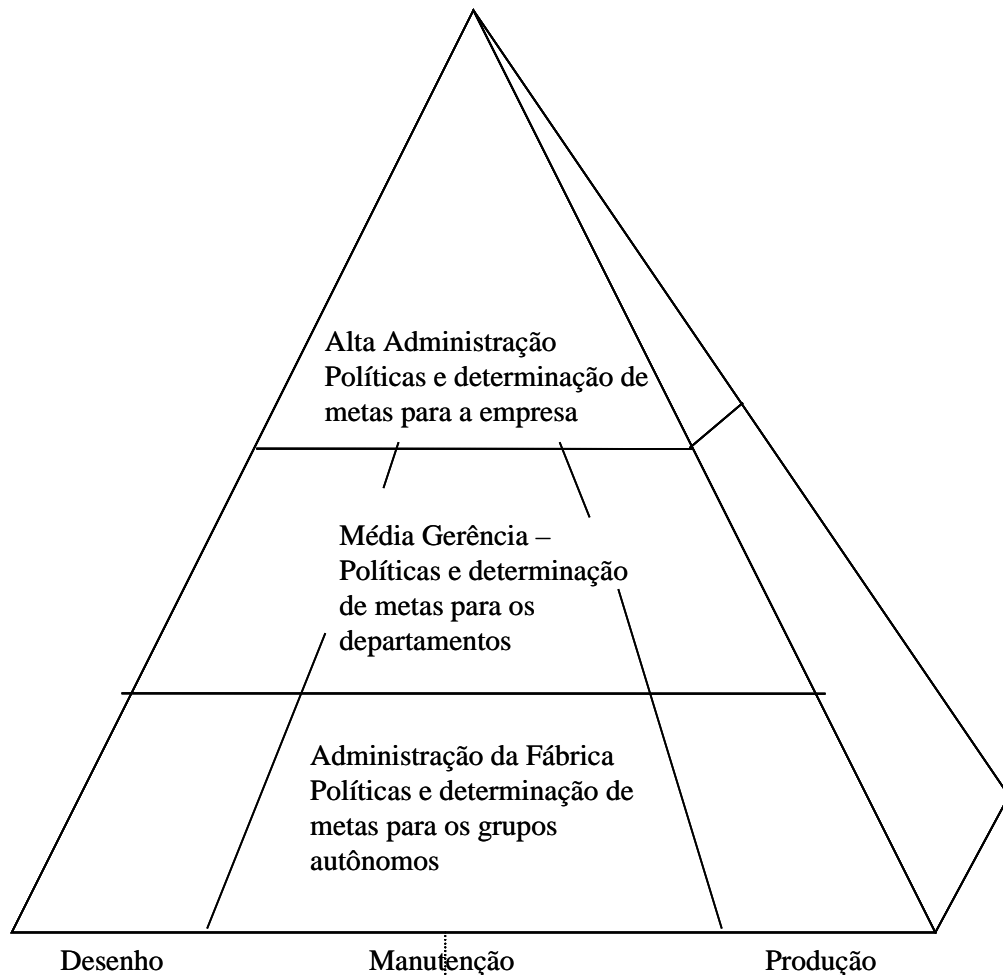 Alta Administração
Políticas e determinação de
metas para a empresa
Média Gerência –
Políticas e determinação
de metas para os
departamentos
Administração da Fábrica
Políticas e determinação de
metas para os grupos
autônomos
Desenho
Manutenção
Produção